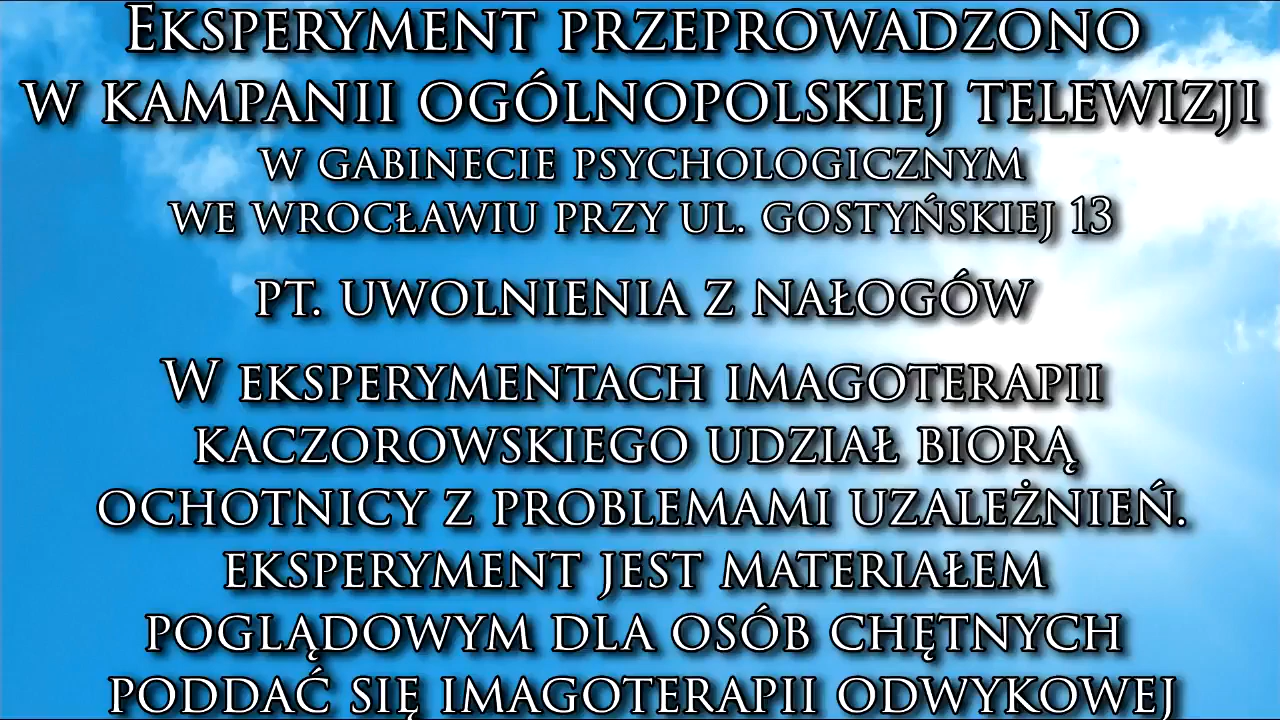 Eksperyment przeprowadzono
w kampanii ogólnopolskiej telewizji
w gabinecie psychologicznym
we Wrocławiu przy ul. Gostyńskiej 13
pt. uwolnienia z nałogów
W eksperymentach imagoterapii
Kaczorowskiego udział biorą
ochotnicy z problemami uzależnień.
eksperyment jest materiałem
poglądowym dla osób chętnych
poddać się imagoterapii odwykowej